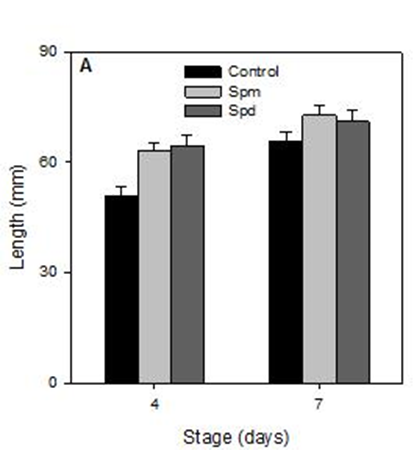 A
Control
Spm
Spd
90
60
30
0
Length (mm)
4 7
Stage (days)